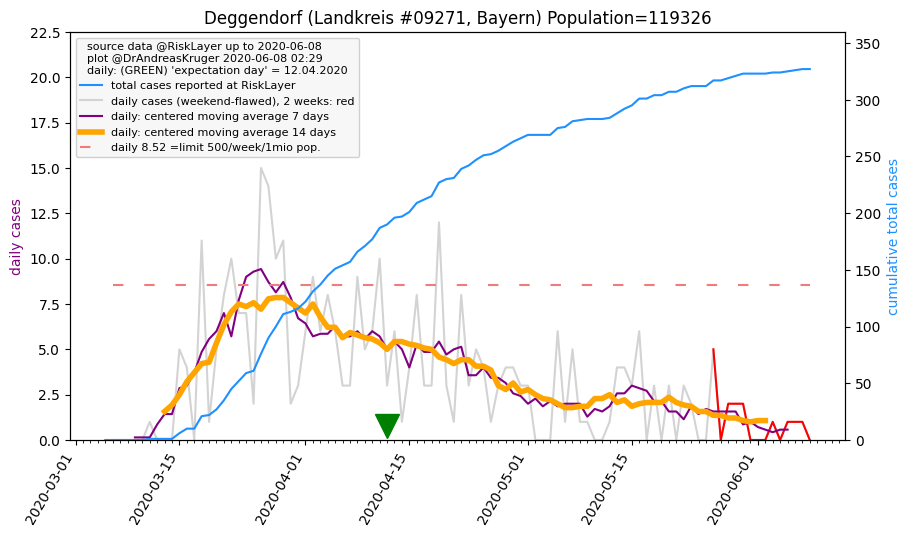 Deggendorf (Landkreis #09271, Bayern) Population=119326
source data @RiskLayer up to 2020-06-08
plot @DrAndreasKruger 2020-06-08 02:29
daily: (GREEN) 'expectation day' = 12.04.2020
total cases reported at RiskLayer
daily cases (weekend-flawed), 2 weeks: red
daily: centered moving average 7 days
daily: centered moving average 14 days
daily 8.52 =limit 500/week/1mio pop.
daily cases
22.5
20.0
17.5
15.0
12.5
10.0
7.5
5.0
2.5
0.0
cumulative total cases
350
300
250
200
150
100
50
0
2020-03-01
2020-03-15
2020-04-01
2020-04-15
2020-05-01
2020-05-15
2020-06-01